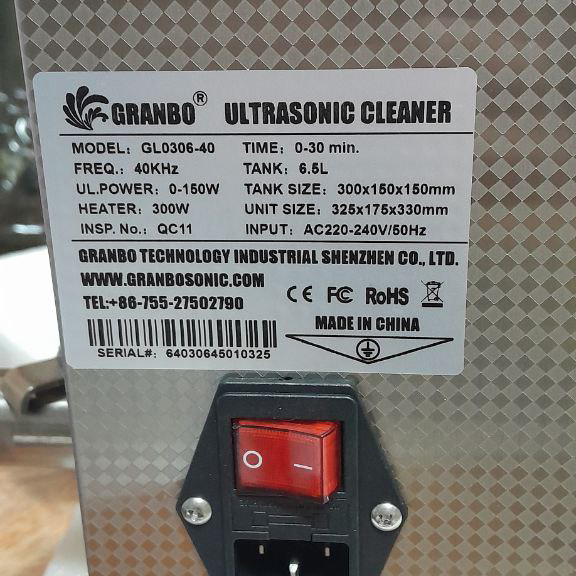 GRANBO® ULTRASONIC CLEANER
MODEL: GL0306-40 TIME: 0-30 min.
FREQ.: 40KHz TANK: 6.5L
UL.POWER: 0-150W TANK SIZE: 300x150x150mm
HEATER: 300W UNIT SIZE: 325x175x330mm
INSP. No.: QC11 INPUT: AC220-240V/50Hz
GRANBO TECHNOLOGY INDUSTRIAL SHENZHEN CO., LTD.
WWW.GRANBOSONIC.COM
TEL:+86-755-27502790
CE FC RoHS
MADE IN CHINA
SERIAL#: 64030645010325
O —